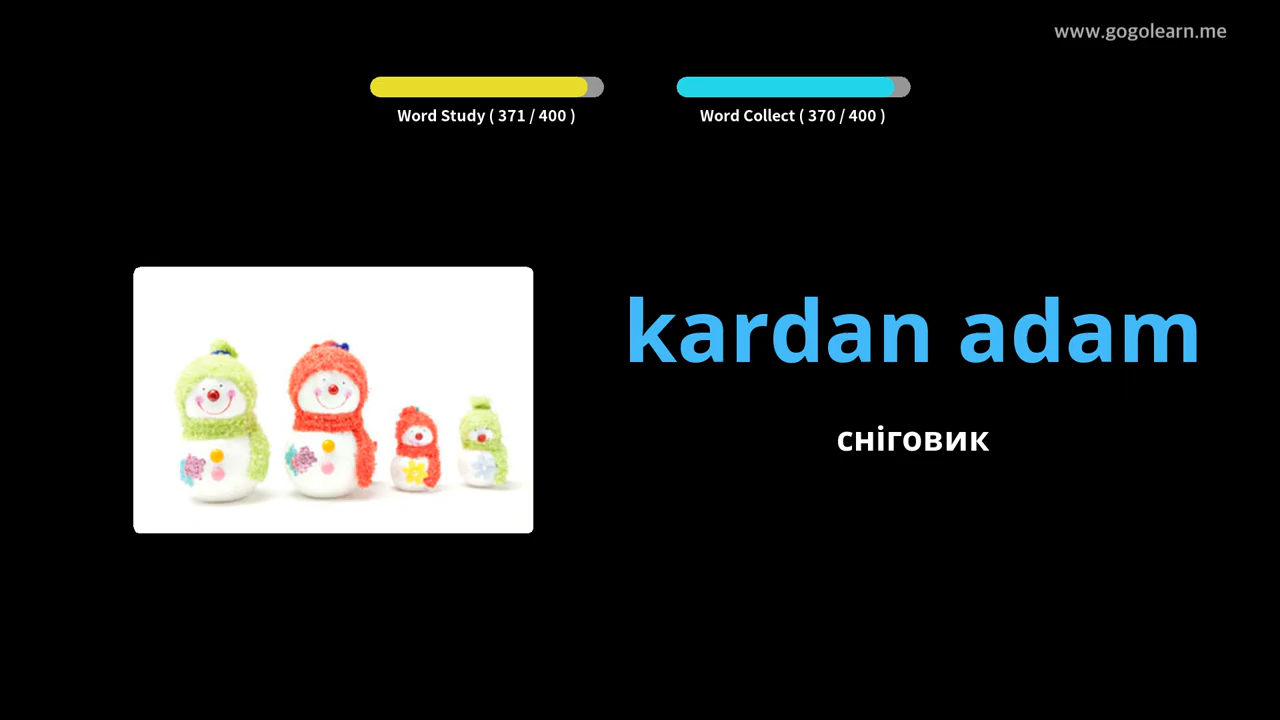 www.gogolearn.me
Word Study ( 371 / 400 )
Word Collect ( 370 / 400 )
kardan adam
сніговик